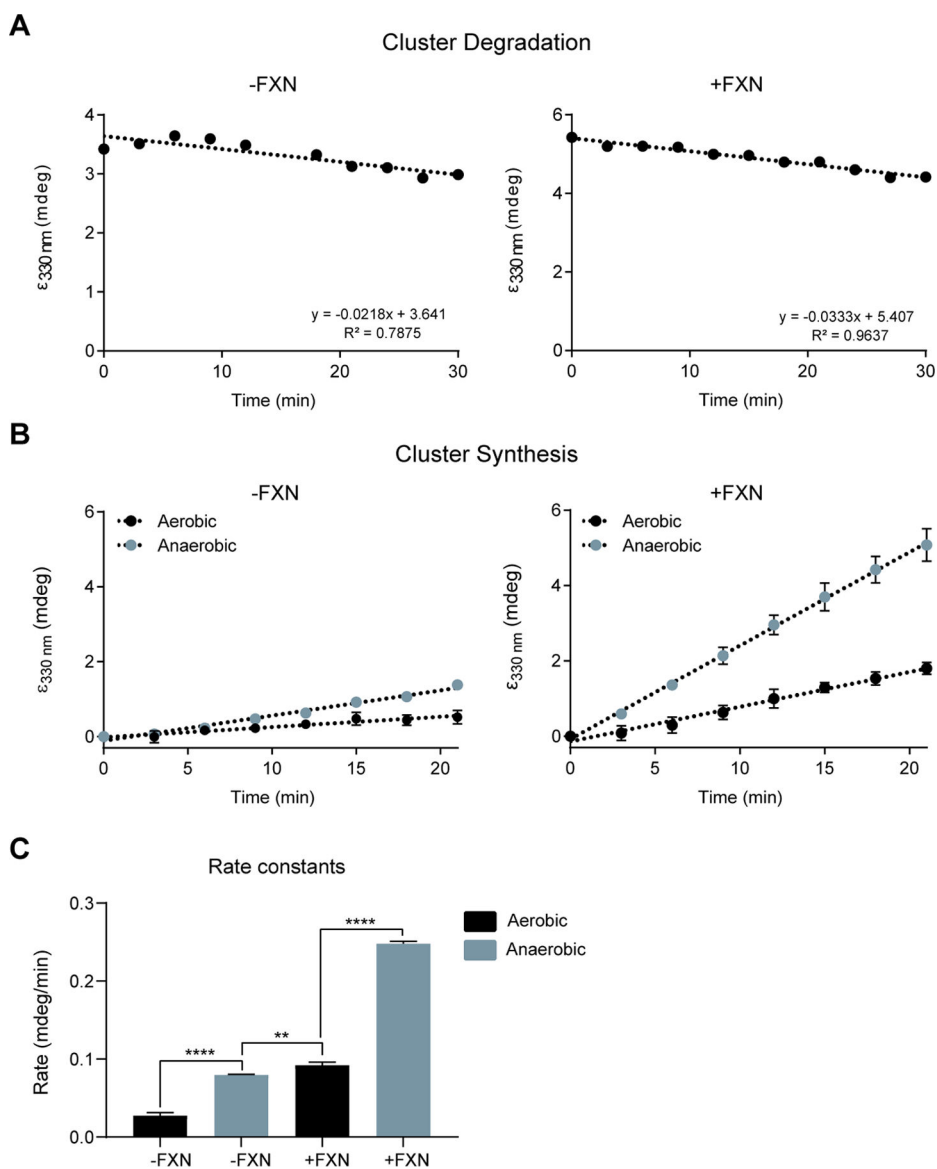 A
Cluster Degradation
-FXN
+FXN
4
3
2
1
0
ε330 nm (mdeg)
y = -0.0218x + 3.641
R² = 0.7875
0 10 20 30
Time (min)
6
4
2
0
ε330 nm (mdeg)
y = -0.0333x + 5.407
R² = 0.9637
0 10 20 30
Time (min)
B
Cluster Synthesis
-FXN
+FXN
Aerobic
Anaerobic
6
4
2
0
ε330 nm (mdeg)
0 5 10 15 20
Time (min)
Aerobic
Anaerobic
6
4
2
0
ε330 nm (mdeg)
0 5 10 15 20
Time (min)
C
Rate constants
0.3
0.2
0.1
0.0
Rate (mdeg/min)
****
**
****
-FXN -FXN +FXN +FXN
Aerobic
Anaerobic